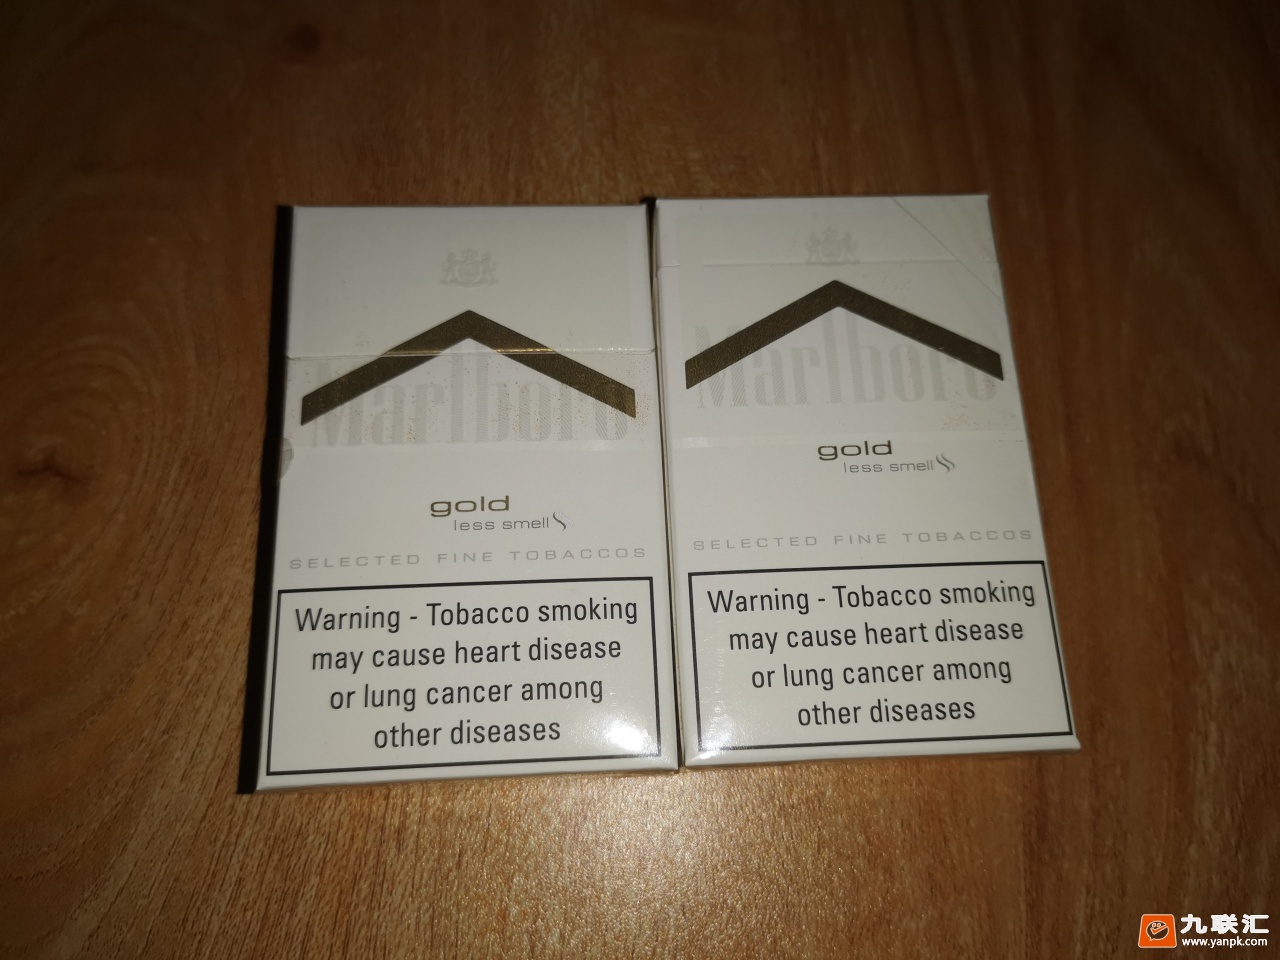 Marlboro
gold
less smell
SELECTED FINE TOBACCOS
Warning - Tobacco smoking
may cause heart disease
or lung cancer among
other diseases
Marlboro
gold
less smell
SELECTED FINE TOBACCOS
Warning - Tobacco smoking
may cause heart disease
or lung cancer among
other diseases
九联汇
www.yanpk.com